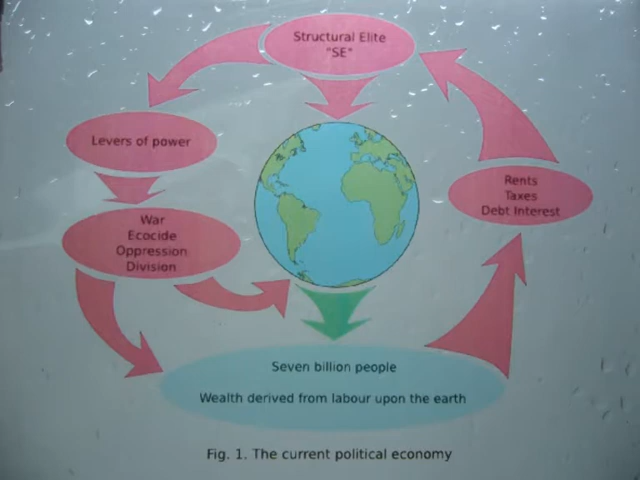 Structural Elite
"SE"
Levers of power
War
Ecocide
Oppression
Division
Rents
Taxes
Debt Interest
Seven billion people
Wealth derived from labour upon the earth
Fig. 1. The current political economy